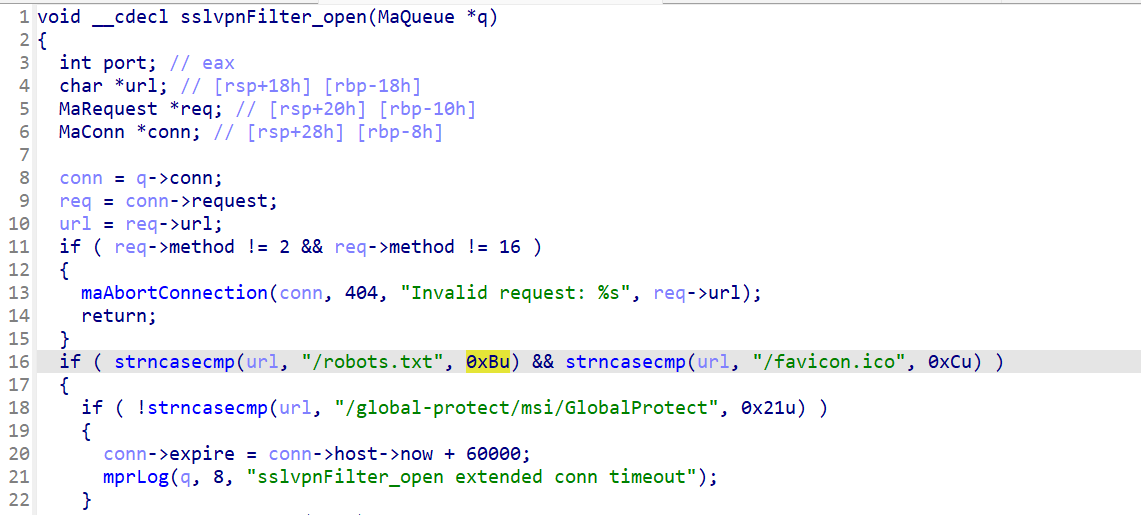 1 void __cdecl sslvpnFilter_open(MaQueue *q)
2 {
3   int port; // eax
4   char *url; // [rsp+18h] [rbp-18h]
5   MaRequest *req; // [rsp+20h] [rbp-10h]
6   MaConn *conn; // [rsp+28h] [rbp-8h]
7
8   conn = q->conn;
9   req = conn->request;
10   url = req->url;
11   if ( req->method != 2 && req->method != 16 )
12   {
13     maAbortConnection(conn, 404, "Invalid request: %s", req->url);
14     return;
15   }
16   if ( strncasecmp(url, "/robots.txt", 0xBu) && strncasecmp(url, "/favicon.ico", 0xCu) )
17   {
18     if ( !strncasecmp(url, "/global-protect/msi/GlobalProtect", 0x21u) )
19     {
20       conn->expire = conn->host->now + 60000;
21       mprLog(q, 8, "sslvpnFilter_open extended conn timeout");
22     }